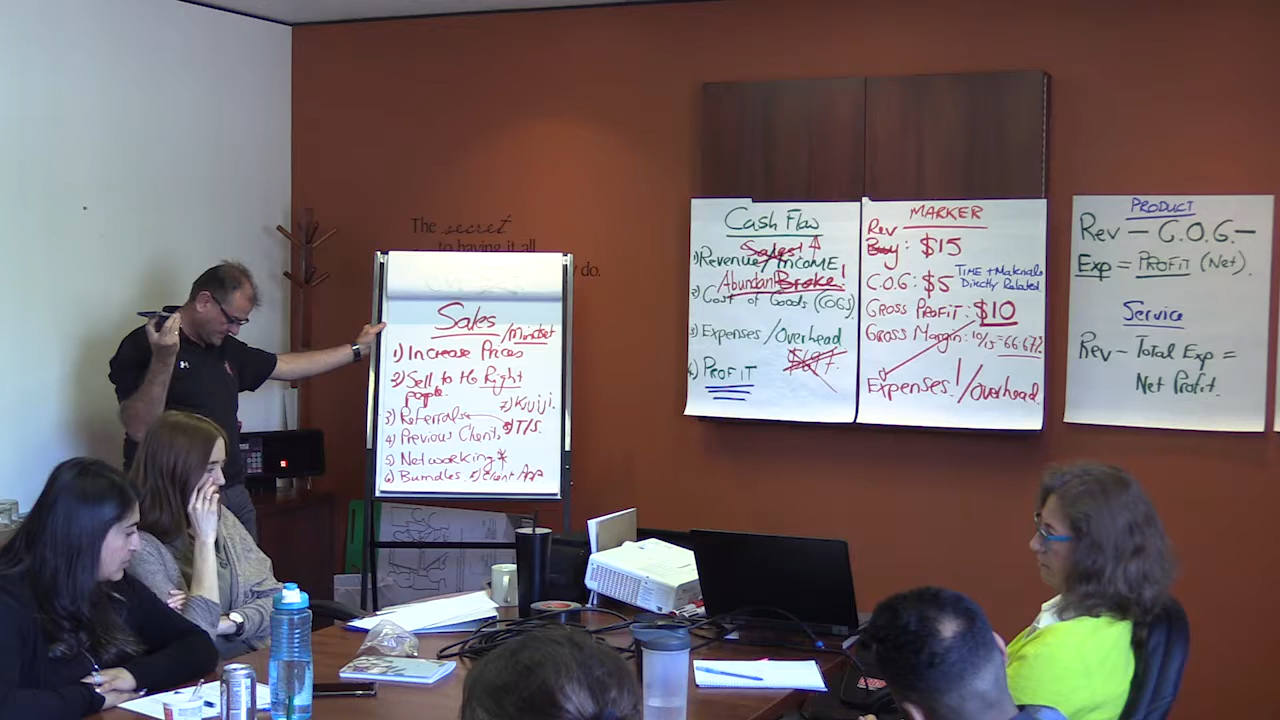 The secret
to having it all
do.
Sales
/Mindset
1) Increase Prices
2) Sell to the Right
people.
7) Kijiji.
3) Referrals
8) T/S.
4) Previous Clients
5) Networking *
6) Bundles
Client App
Cash Flow
Sales!
1) Revenue/INCOME
Abundant Broke!
2) Cost of Goods (COGS)
3) Expenses/Overhead
4) PROFIT
MARKER
Rev
Buy: $15
C.O.G: $5 TIME + Materials
Directly Related.
GROSS PROFIT: $10
Gross Margin: 10/15=66.67%
Expenses!/Overhead.
PRODUCT
Rev — C.O.G —
Exp = PROFIT (Net).
Service
Rev - Total Exp =
Net Profit.